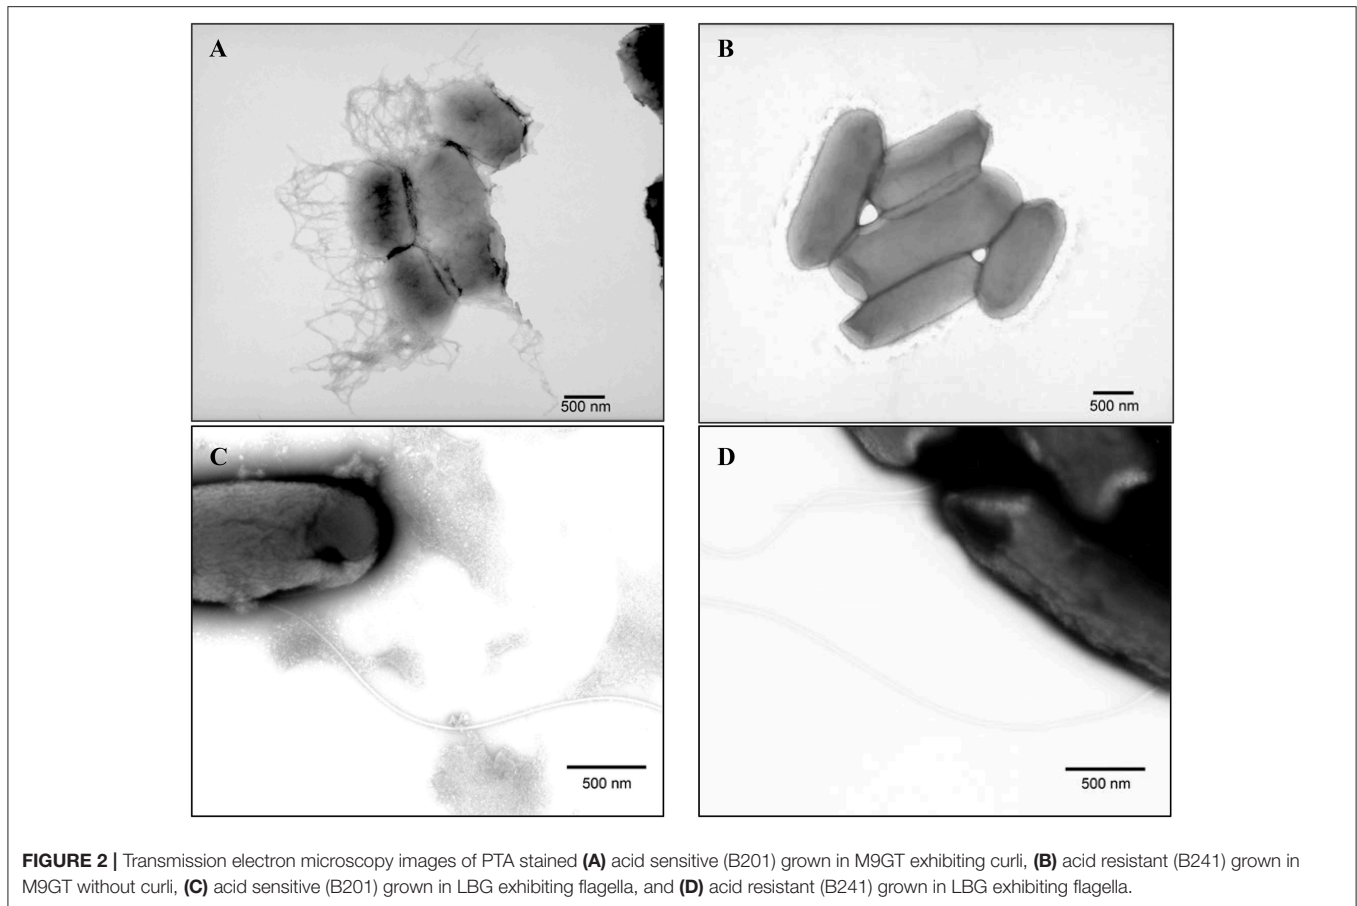 A
B
500 nm
500 nm
C
D
500 nm
500 nm
FIGURE 2 | Transmission electron microscopy images of PTA stained (A) acid sensitive (B201) grown in M9GT exhibiting curli, (B) acid resistant (B241) grown in
M9GT without curli, (C) acid sensitive (B201) grown in LBG exhibiting flagella, and (D) acid resistant (B241) grown in LBG exhibiting flagella.